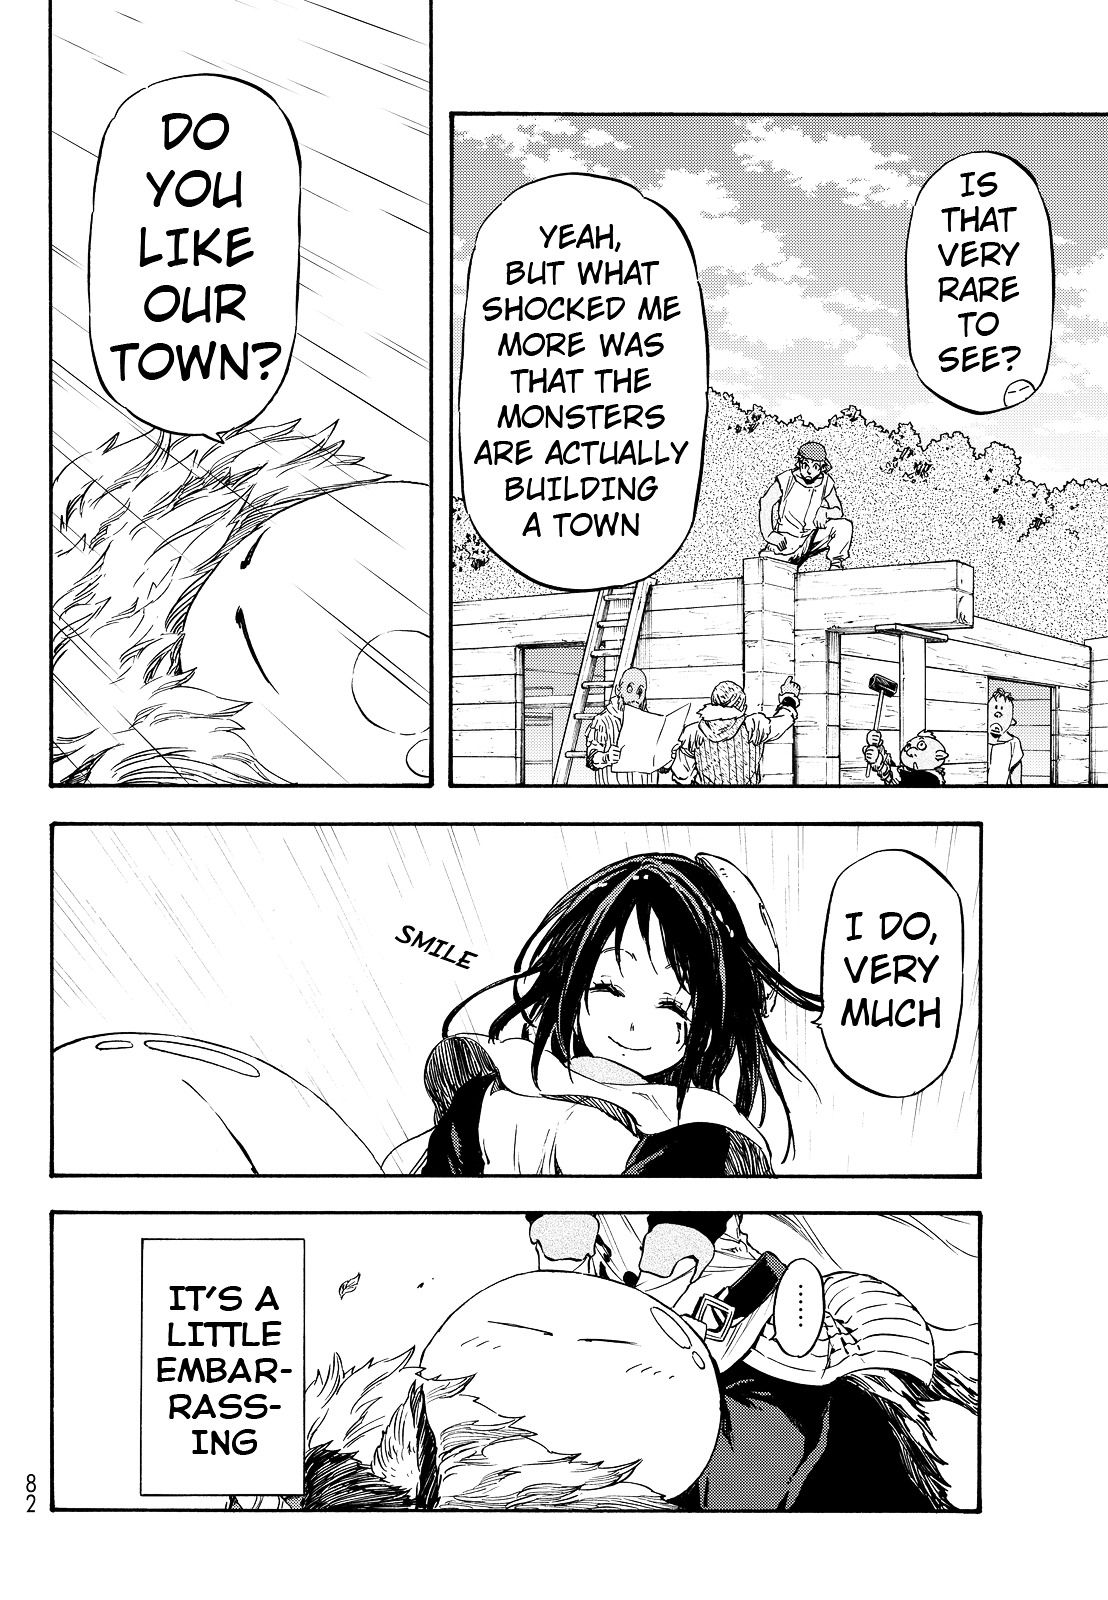 IS
THAT
VERY
RARE
TO
SEE?
YEAH,
BUT WHAT
SHOCKED ME
MORE WAS
THAT THE
MONSTERS
ARE ACTUALLY
BUILDING
A TOWN
DO
YOU
LIKE
OUR
TOWN?
I DO,
VERY
MUCH
SMILE
......
IT'S A
LITTLE
EMBAR-
RASS-
ING
82